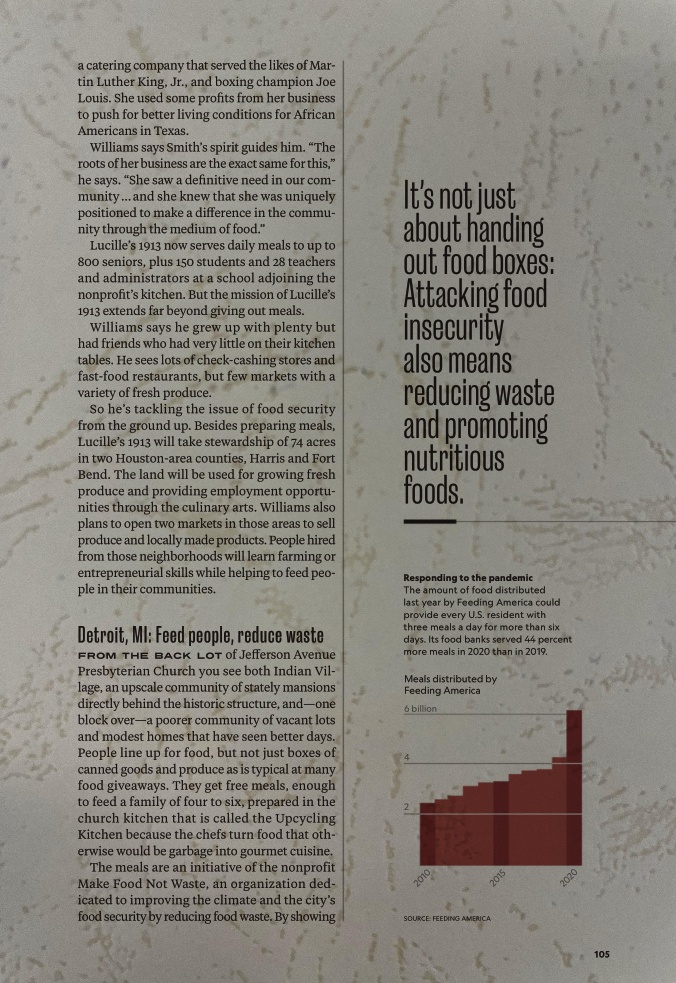 a catering company that served the likes of Mar-
tin Luther King, Jr., and boxing champion Joe
Louis. She used some profits from her business
to push for better living conditions for African
Americans in Texas.
Williams says Smith's spirit guides him. “The
roots of her business are the exact same for this,”
he says. “She saw a definitive need in our com-
munity ... and she knew that she was uniquely
positioned to make a difference in the commu-
nity through the medium of food.”
Lucille's 1913 now serves daily meals to up to
800 seniors, plus 150 students and 28 teachers
and administrators at a school adjoining the
nonprofit's kitchen. But the mission of Lucille's
1913 extends far beyond giving out meals.
Williams says he grew up with plenty but
had friends who had very little on their kitchen
tables. He sees lots of check-cashing stores and
fast-food restaurants, but few markets with a
variety of fresh produce.
So he's tackling the issue of food security
from the ground up. Besides preparing meals,
Lucille's 1913 will take stewardship of 74 acres
in two Houston-area counties, Harris and Fort
Bend. The land will be used for growing fresh
produce and providing employment opportu-
nities through the culinary arts. Williams also
plans to open two markets in those areas to sell
produce and locally made products. People hired
from those neighborhoods will learn farming or
entrepreneurial skills while helping to feed peo-
ple in their communities.
Detroit, MI: Feed people, reduce waste
FROM THE BACK LOT of Jefferson Avenue
Presbyterian Church you see both Indian Vil-
lage, an upscale community of stately mansions
directly behind the historic structure, and—one
block over—a poorer community of vacant lots
and modest homes that have seen better days.
People line up for food, but not just boxes of
canned goods and produce as is typical at many
food giveaways. They get free meals, enough
to feed a family of four to six, prepared in the
church kitchen that is called the Upcycling
Kitchen because the chefs turn food that oth-
erwise would be garbage into gourmet cuisine.
The meals are an initiative of the nonprofit
Make Food Not Waste, an organization ded-
icated to improving the climate and the city's
food security by reducing food waste. By showing
It's not just
about handing
out food boxes:
Attacking food
insecurity
also means
reducing waste
and promoting
nutritious
foods.
Responding to the pandemic
The amount of food distributed
last year by Feeding America could
provide every U.S. resident with
three meals a day for more than six
days. Its food banks served 44 percent
more meals in 2020 than in 2019.
Meals distributed by
Feeding America
6 billion
4
2
2010
2015
2020
SOURCE: FEEDING AMERICA
105